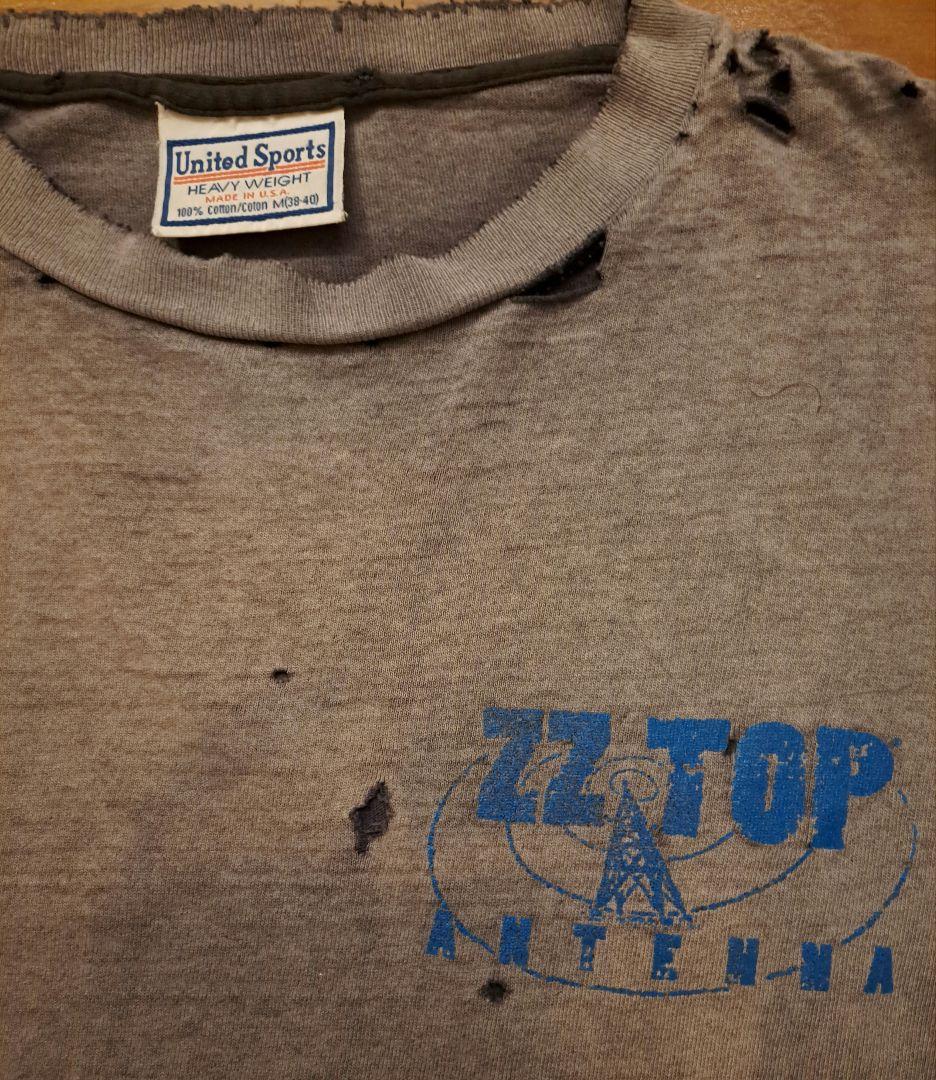 United Sports
HEAVY WEIGHT
MADE IN U.S.A.
100% Cotton/Coton M(38-40)
ZZ TOP
ANTENNA